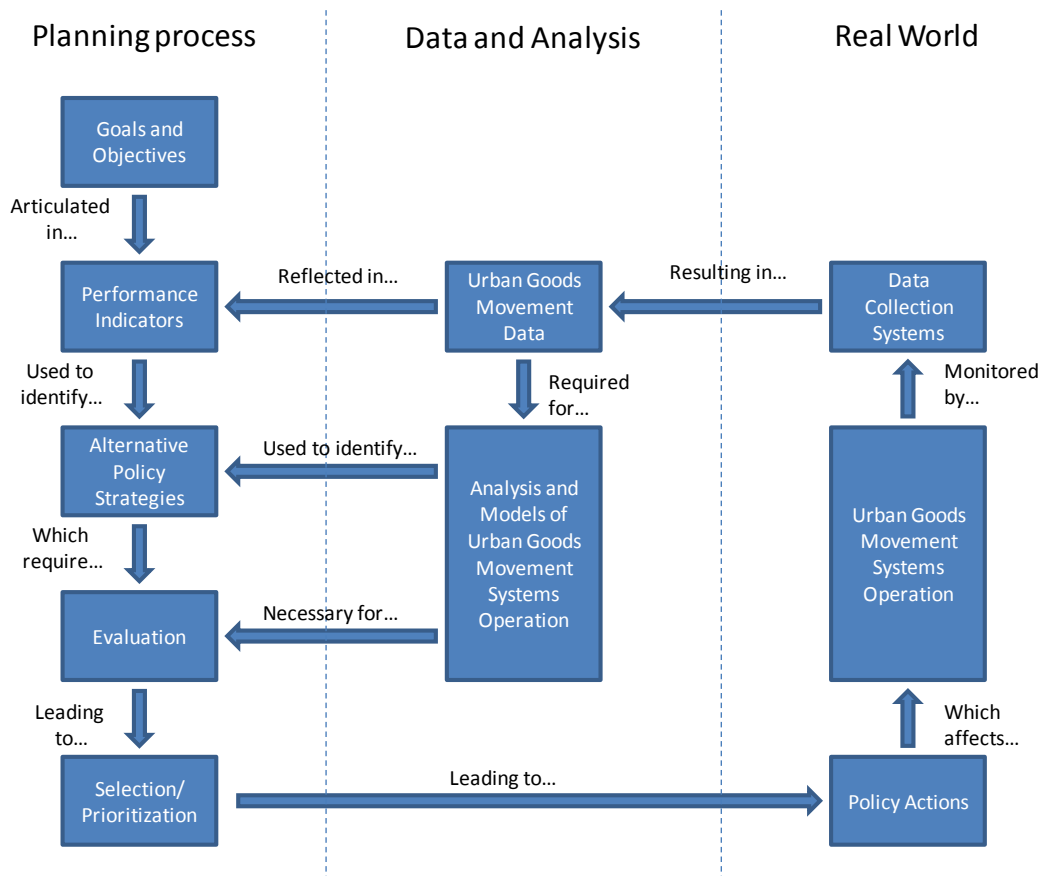 Planning process
Data and Analysis
Real World
Goals and
Objectives
Articulated
in...
Performance
Indicators
Reflected in...
Urban Goods
Movement
Data
Resulting in...
Data
Collection
Systems
Used to
identify...
Required
for...
Monitored
by...
Alternative
Policy
Strategies
Used to identify...
Analysis and
Models of
Urban Goods
Movement
Systems
Operation
Urban Goods
Movement
Systems
Operation
Which
require...
Evaluation
Necessary for...
Leading
to...
Which
affects...
Selection/
Prioritization
Leading to...
Policy Actions